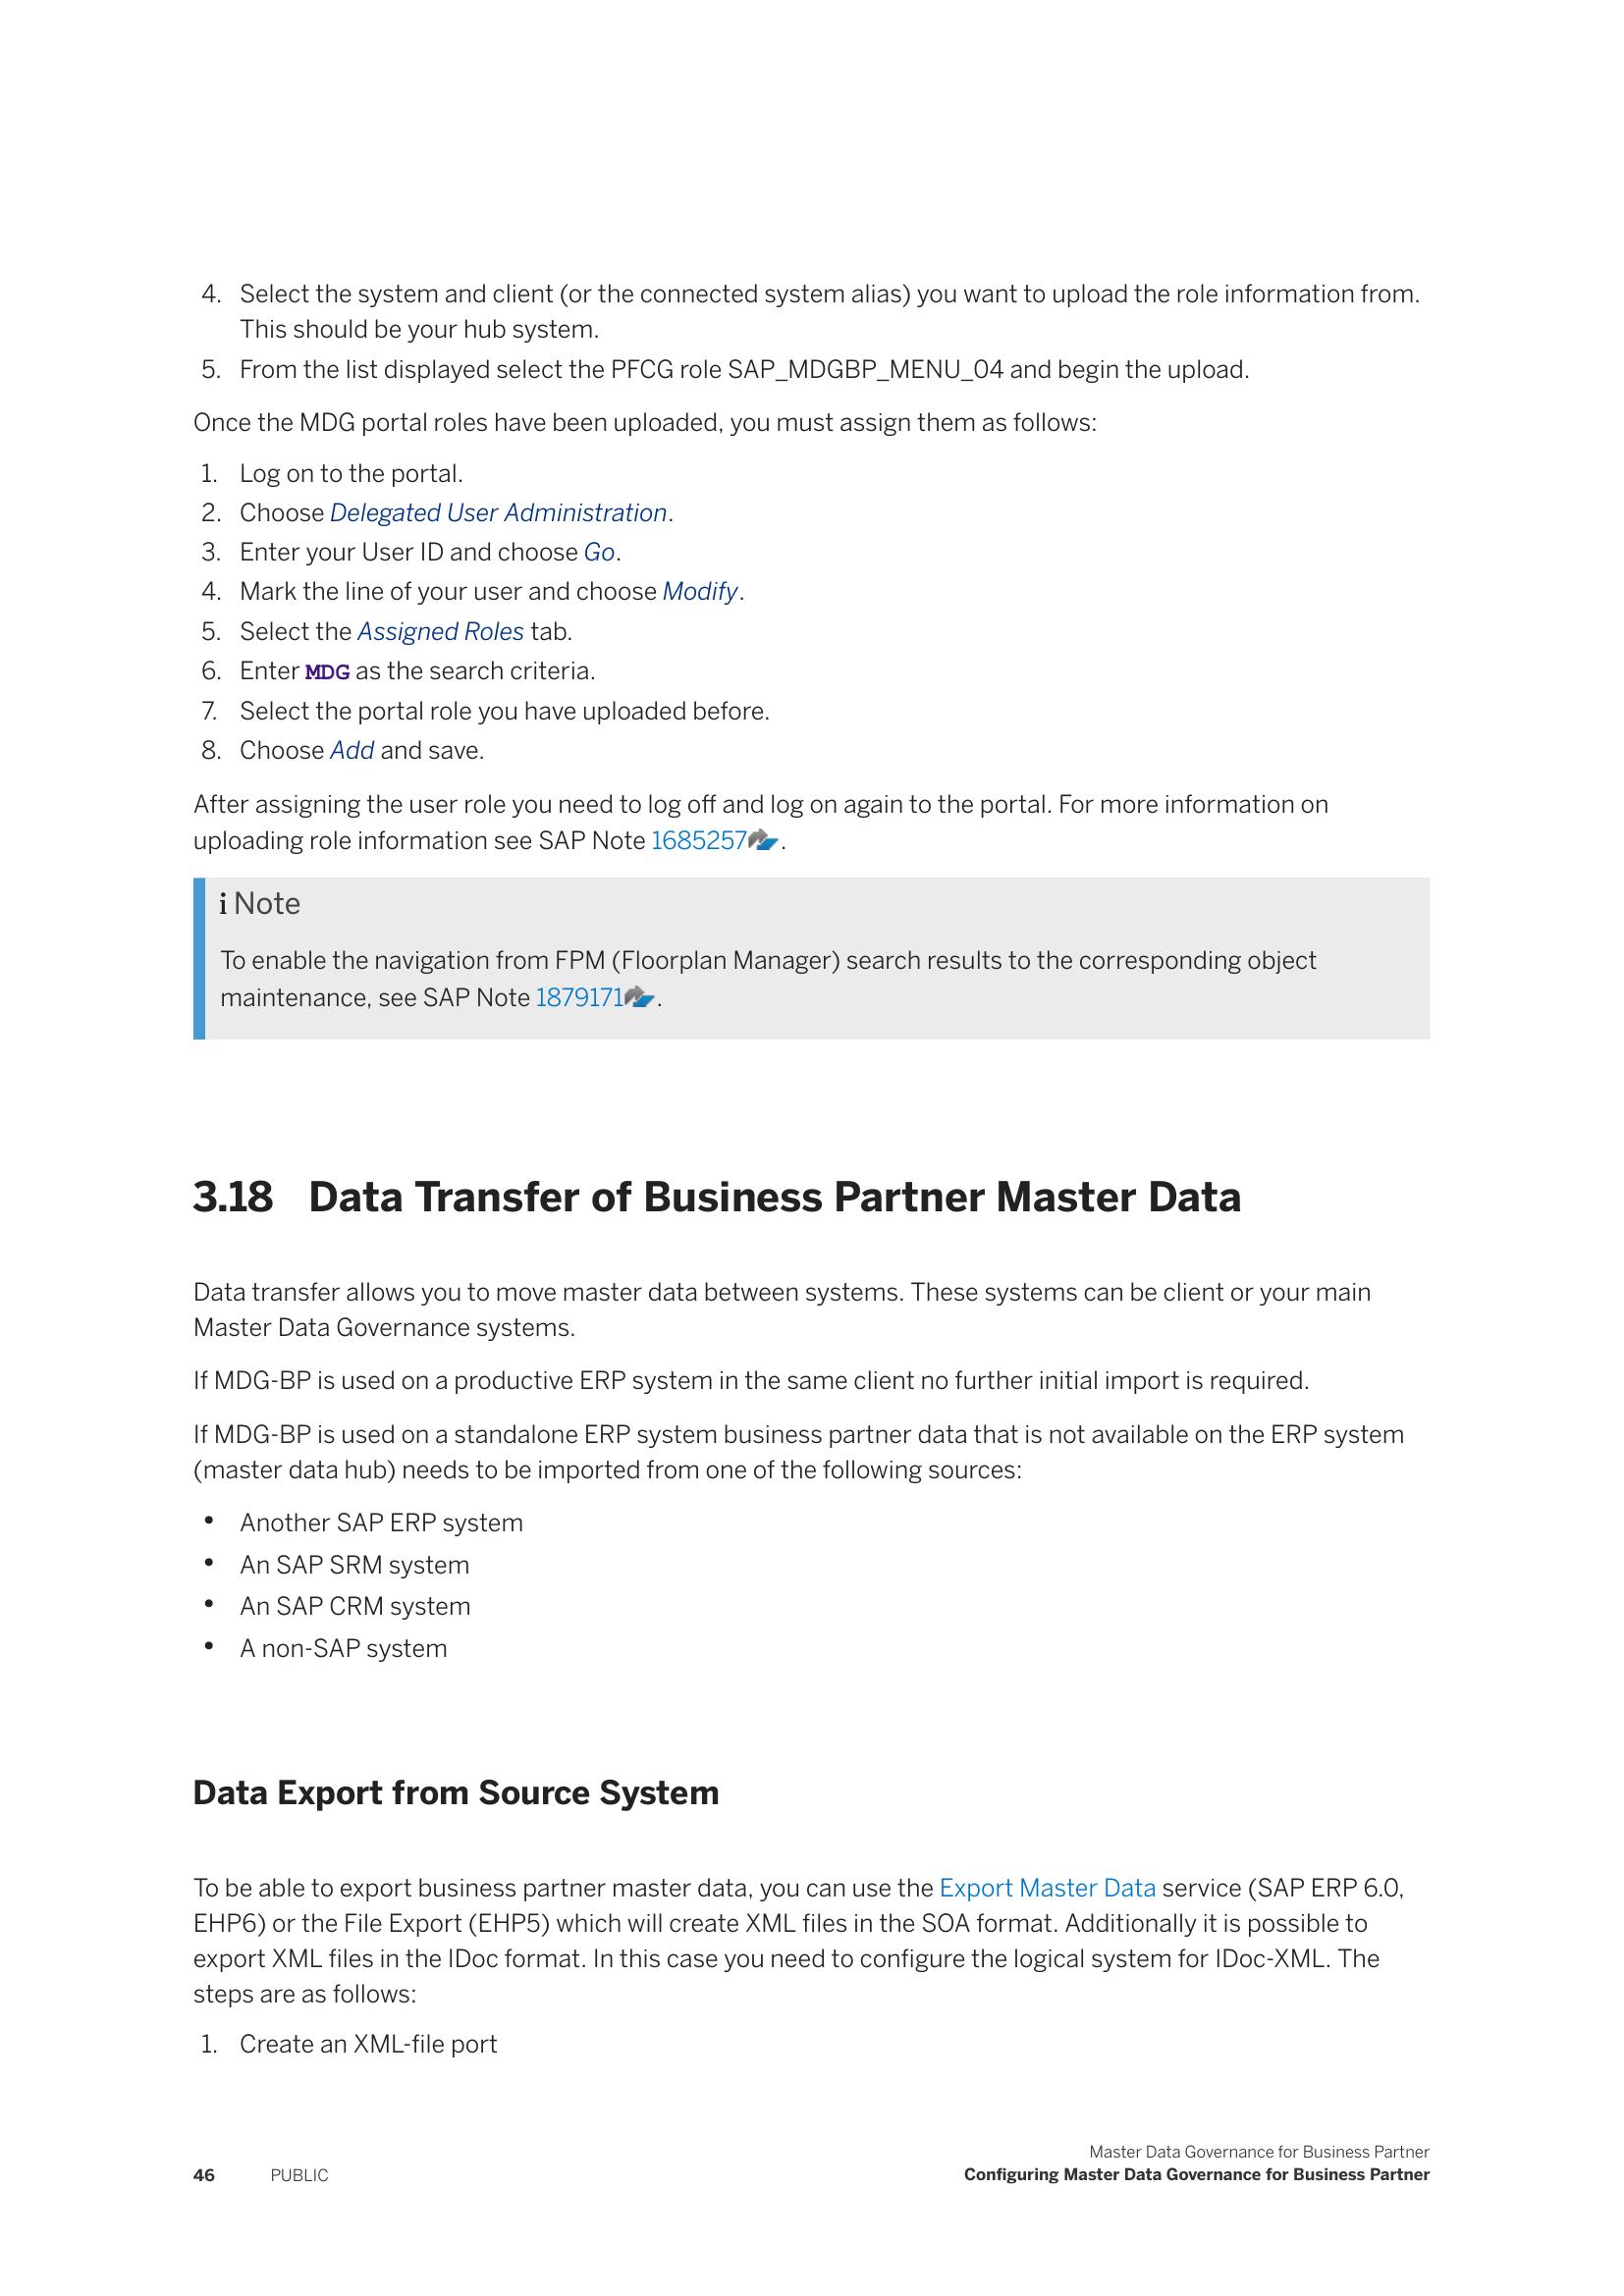 4. Select the system and client (or the connected system alias) you want to upload the role information from.
This should be your hub system.
5. From the list displayed select the PFCG role SAP_MDGBP_MENU_04 and begin the upload.
Once the MDG portal roles have been uploaded, you must assign them as follows:
1. Log on to the portal.
2. Choose Delegated User Administration.
3. Enter your User ID and choose Go.
4. Mark the line of your user and choose Modify.
5. Select the Assigned Roles tab.
6. Enter MDG as the search criteria.
7. Select the portal role you have uploaded before.
8. Choose Add and save.
After assigning the user role you need to log off and log on again to the portal. For more information on
uploading role information see SAP Note 1685257.
i Note
To enable the navigation from FPM (Floorplan Manager) search results to the corresponding object
maintenance, see SAP Note 1879171.
3.18 Data Transfer of Business Partner Master Data
Data transfer allows you to move master data between systems. These systems can be client or your main
Master Data Governance systems.
If MDG-BP is used on a productive ERP system in the same client no further initial import is required.
If MDG-BP is used on a standalone ERP system business partner data that is not available on the ERP system
(master data hub) needs to be imported from one of the following sources:
• Another SAP ERP system
• An SAP SRM system
• An SAP CRM system
• A non-SAP system
Data Export from Source System
To be able to export business partner master data, you can use the Export Master Data service (SAP ERP 6.0,
EHP6) or the File Export (EHP5) which will create XML files in the SOA format. Additionally it is possible to
export XML files in the IDoc format. In this case you need to configure the logical system for IDoc-XML. The
steps are as follows:
1. Create an XML-file port
Master Data Governance for Business Partner
46 PUBLIC Configuring Master Data Governance for Business Partner